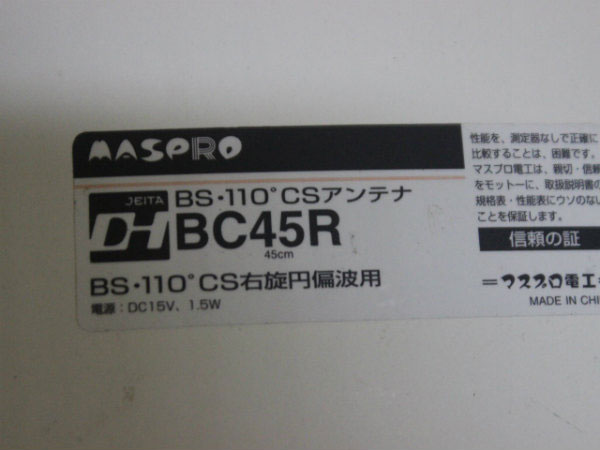 MASPRO
JEITA
DH
BS・110°CSアンテナ
BC45R
45cm
BS・110°CS右旋円偏波用
電源：DC15V、1.5W
性能を、測定器なしで正確に
比較することは、困難です。
マスプロ電工は、親切・信頼
をモットーに、取扱説明書の
規格表・性能表にウソのない
ことを保証します。
信頼の証
マスプロ電工
MADE IN CHI